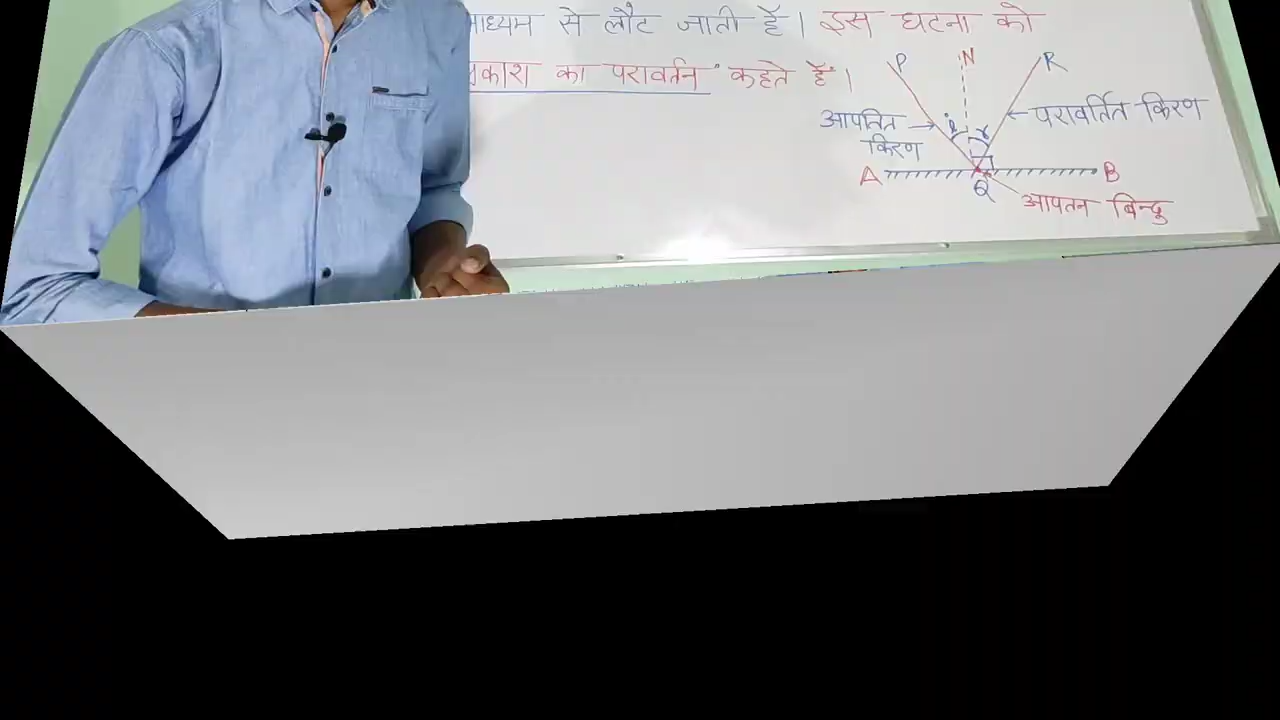 माध्यम से लौट जाती हैं। इस घटना को
प्रकाश का परावर्तन" कहते हैं।
P N R
आपतित
किरण
i r
परावर्तित किरण
A B
Q
आपतन बिन्दु